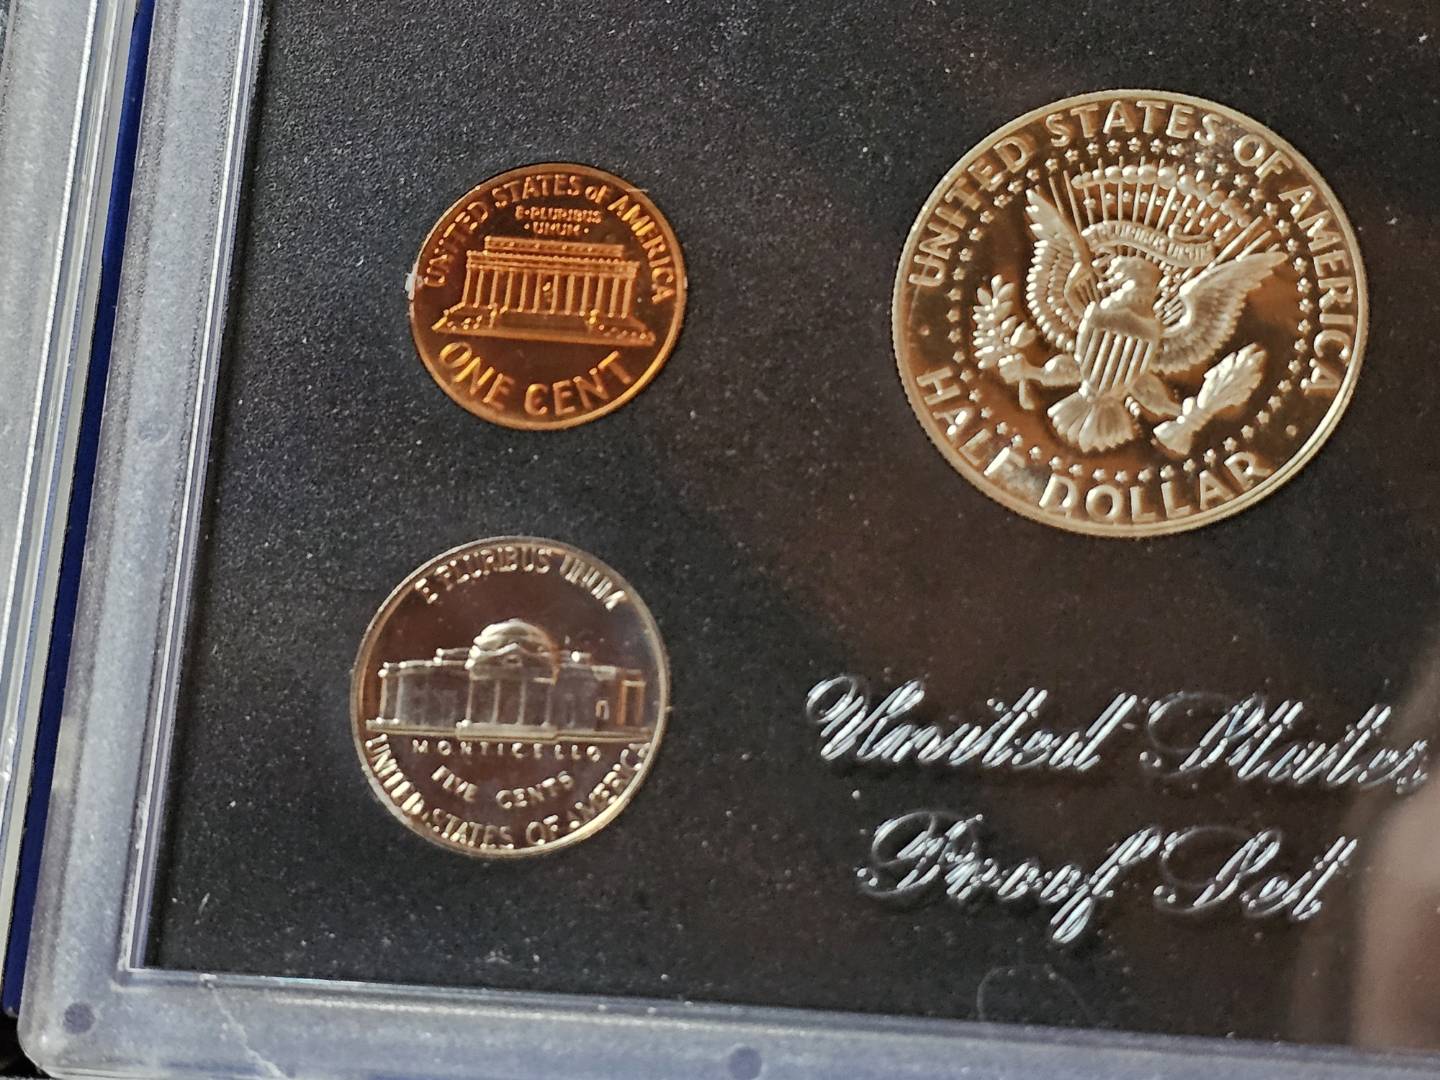 UNITED STATES OF AMERICA
E·PLURIBUS
·UNUM·
ONE CENT
UNITED STATES OF AMERICA
PLURIBUS UNUM
HALF DOLLAR
E PLURIBUS UNUM
MONTICELLO
FIVE CENTS
UNITED STATES OF AMERICA
United States
Proof Set